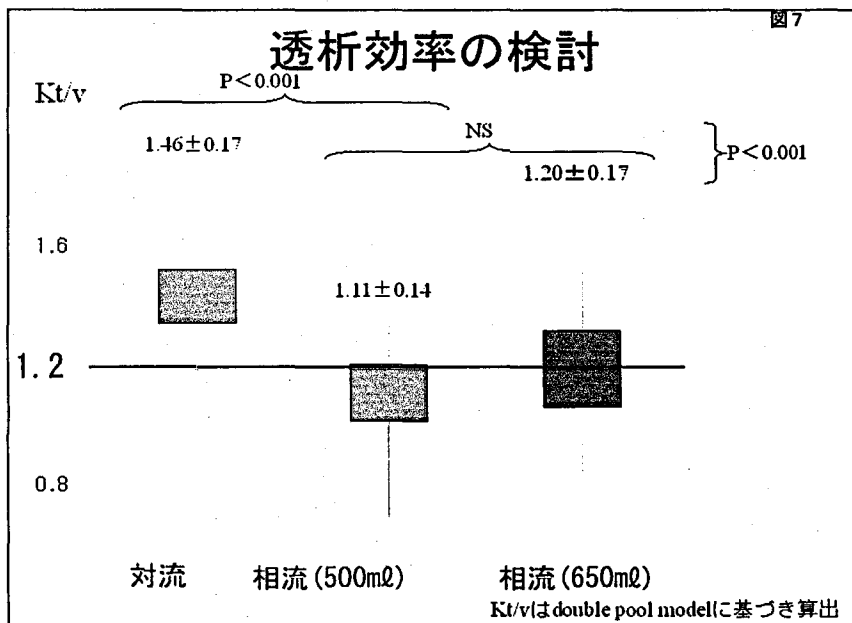 図7
透析効率の検討
Kt/v
P<0.001
NS
1.46±0.17
1.20±0.17
P<0.001
1.6
1.11±0.14
1.2
0.8
対流
相流(500mℓ)
相流(650mℓ)
Kt/vはdouble pool modelに基づき算出